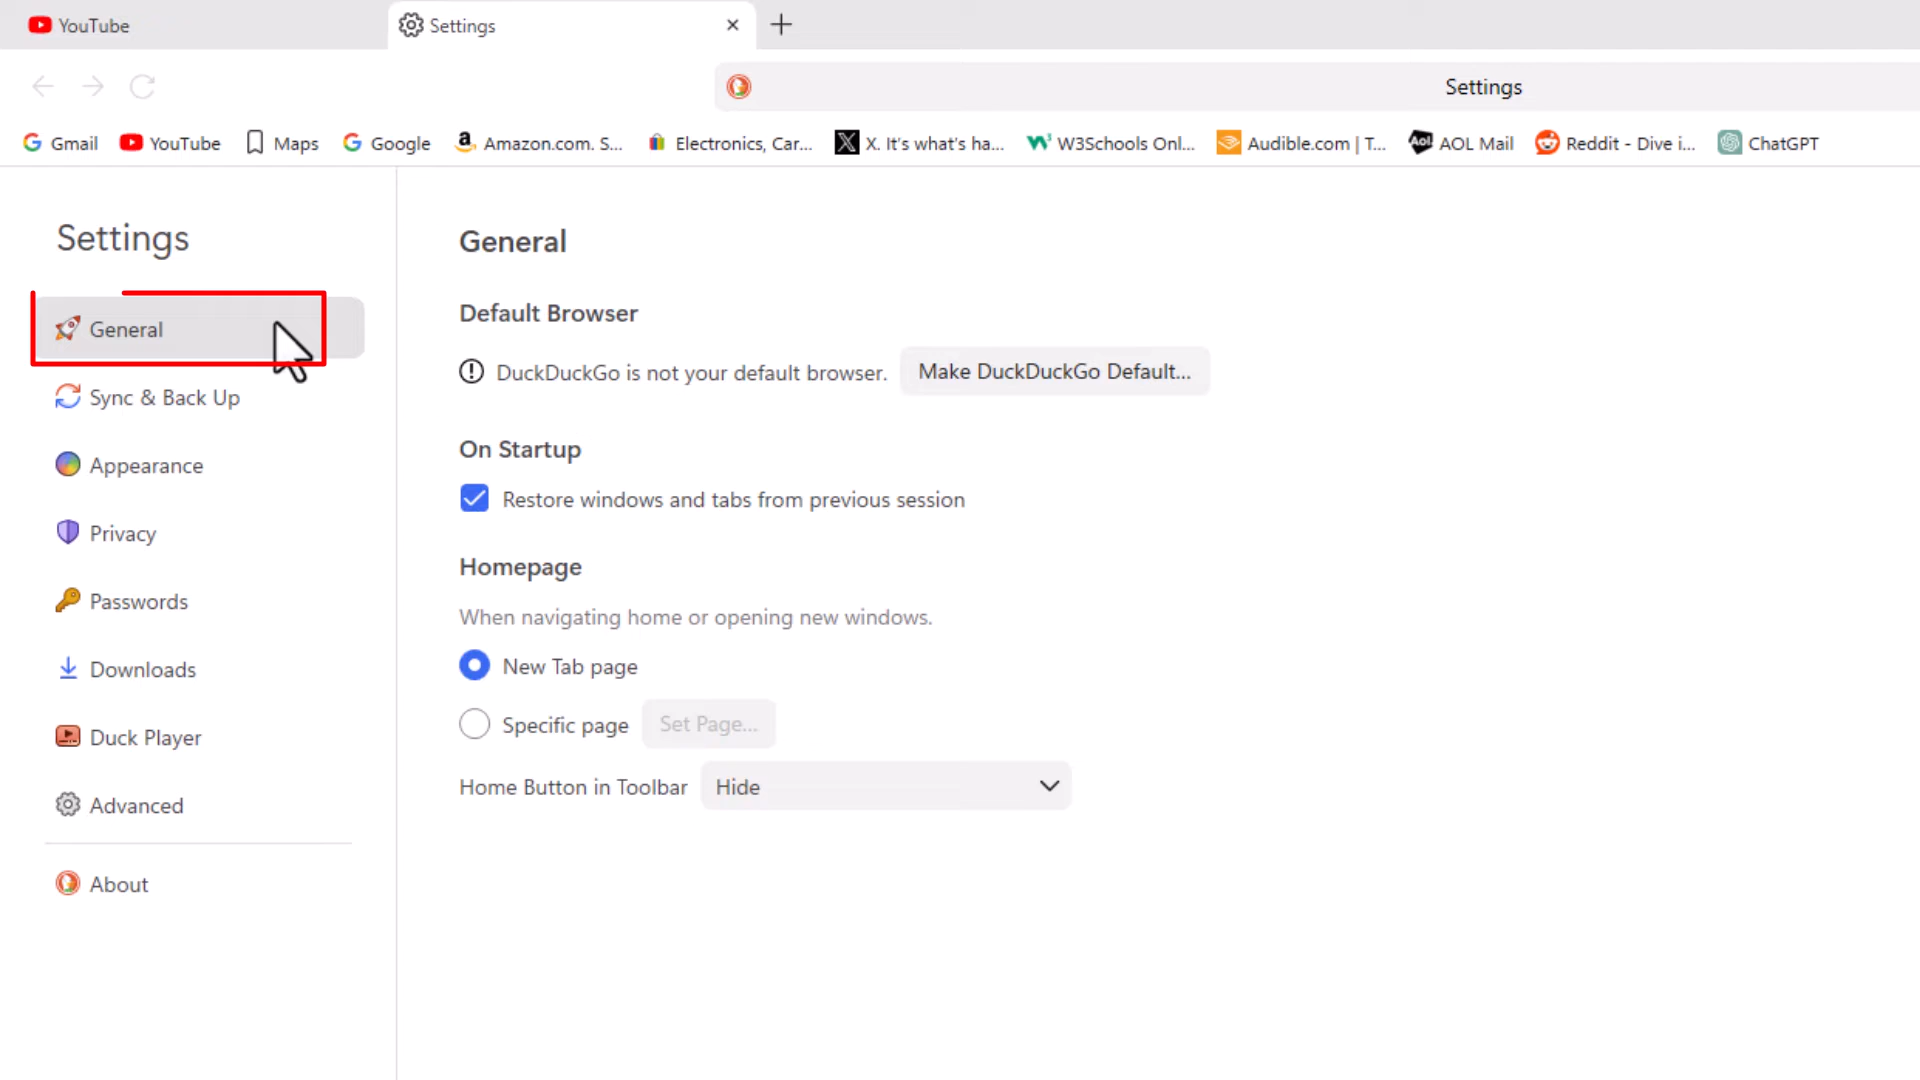 YouTube
Settings
Settings
Gmail
YouTube
Maps
Google
Amazon.com. S...
Electronics, Car...
X. It's what's ha...
W3Schools Onl...
Audible.com | T...
Aol
AOL Mail
Reddit - Dive i...
ChatGPT
Settings
General
Sync & Back Up
Appearance
Privacy
Passwords
Downloads
Duck Player
Advanced
About
General
Default Browser
DuckDuckGo is not your default browser.
Make DuckDuckGo Default...
On Startup
Restore windows and tabs from previous session
Homepage
When navigating home or opening new windows.
New Tab page
Specific page
Set Page...
Home Button in Toolbar
Hide